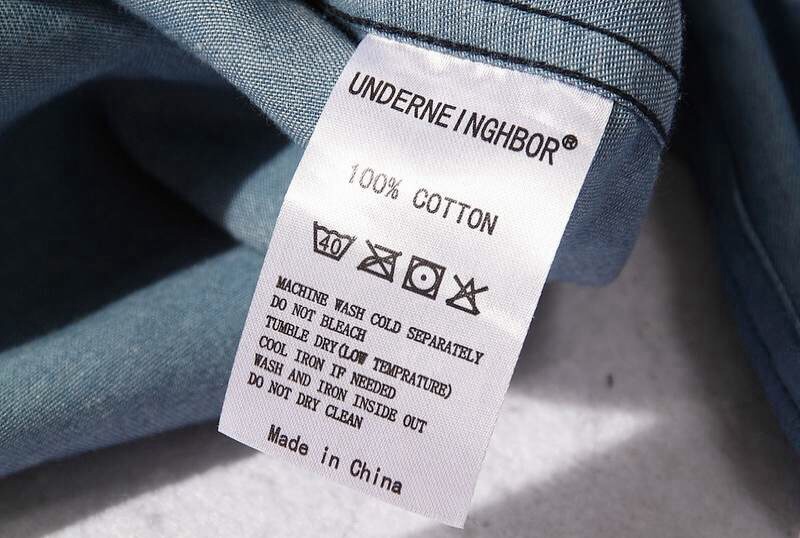 UNDERNEINGHBOR®
100% COTTON
40
MACHINE WASH COLD SEPARATELY
DO NOT BLEACH
TUMBLE DRY(LOW TEMPRATURE)
COOL IRON IF NEEDED
WASH AND IRON INSIDE OUT
DO NOT DRY CLEAN
Made in China